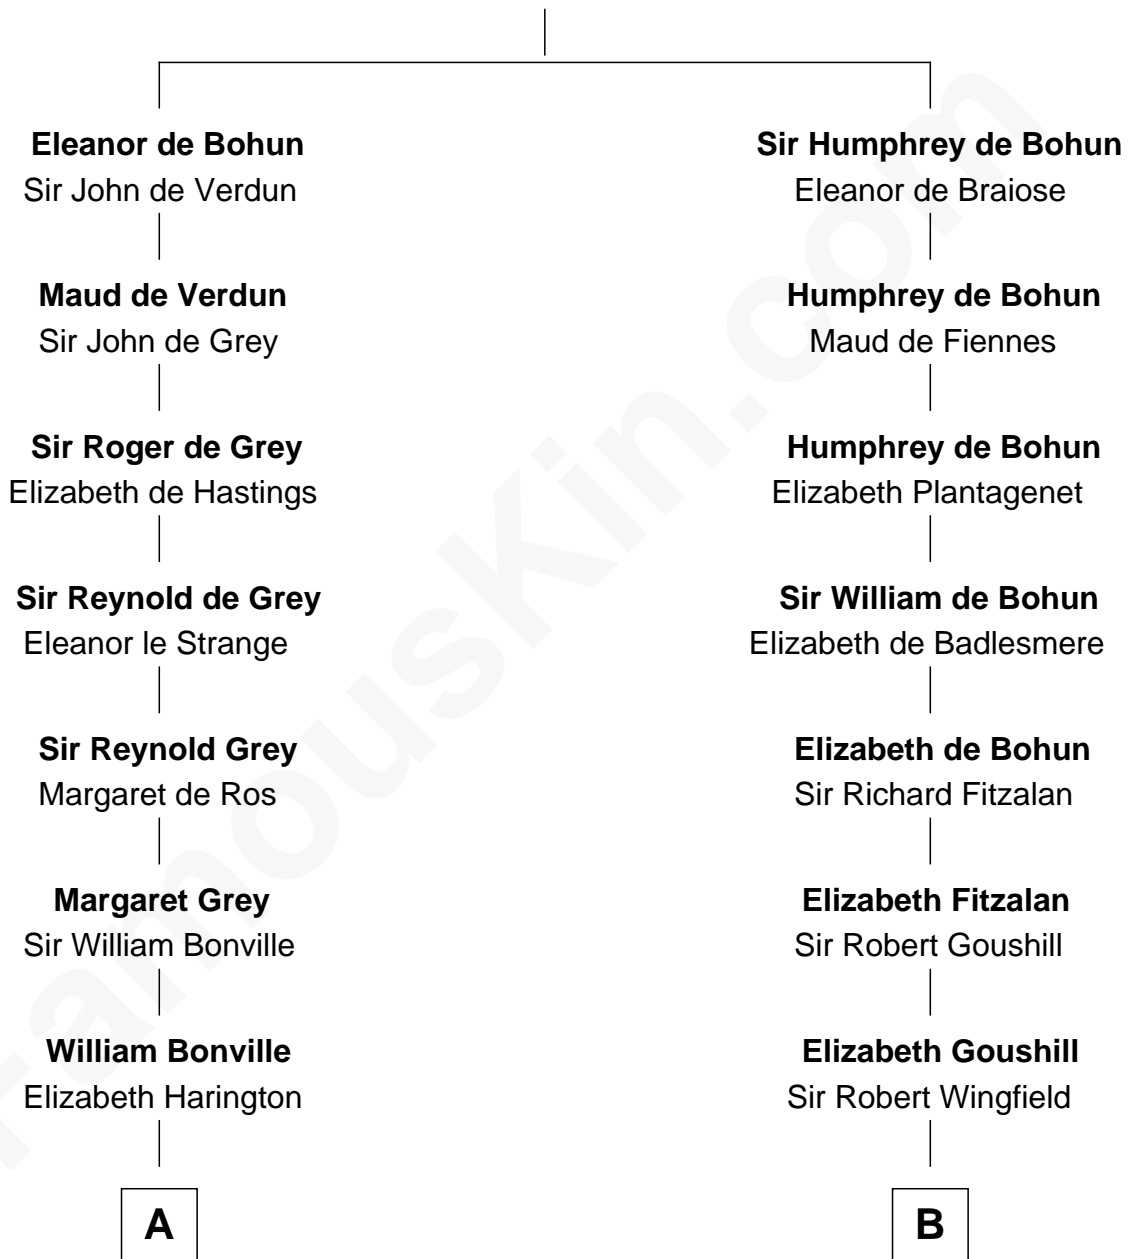 Eleanor de Bohun
Sir John de Verdun
Maud de Verdun
Sir John de Grey
Sir Roger de Grey
Elizabeth de Hastings
Sir Reynold de Grey
Eleanor le Strange
Sir Reynold Grey
Margaret de Ros
Margaret Grey
Sir William Bonville
William Bonville
Elizabeth Harington
A
Sir Humphrey de Bohun
Eleanor de Braiose
Humphrey de Bohun
Maud de Fiennes
Humphrey de Bohun
Elizabeth Plantagenet
Sir William de Bohun
Elizabeth de Badlesmere
Elizabeth de Bohun
Sir Richard Fitzalan
Elizabeth Fitzalan
Sir Robert Goushill
Elizabeth Goushill
Sir Robert Wingfield
B
FamousKin.com